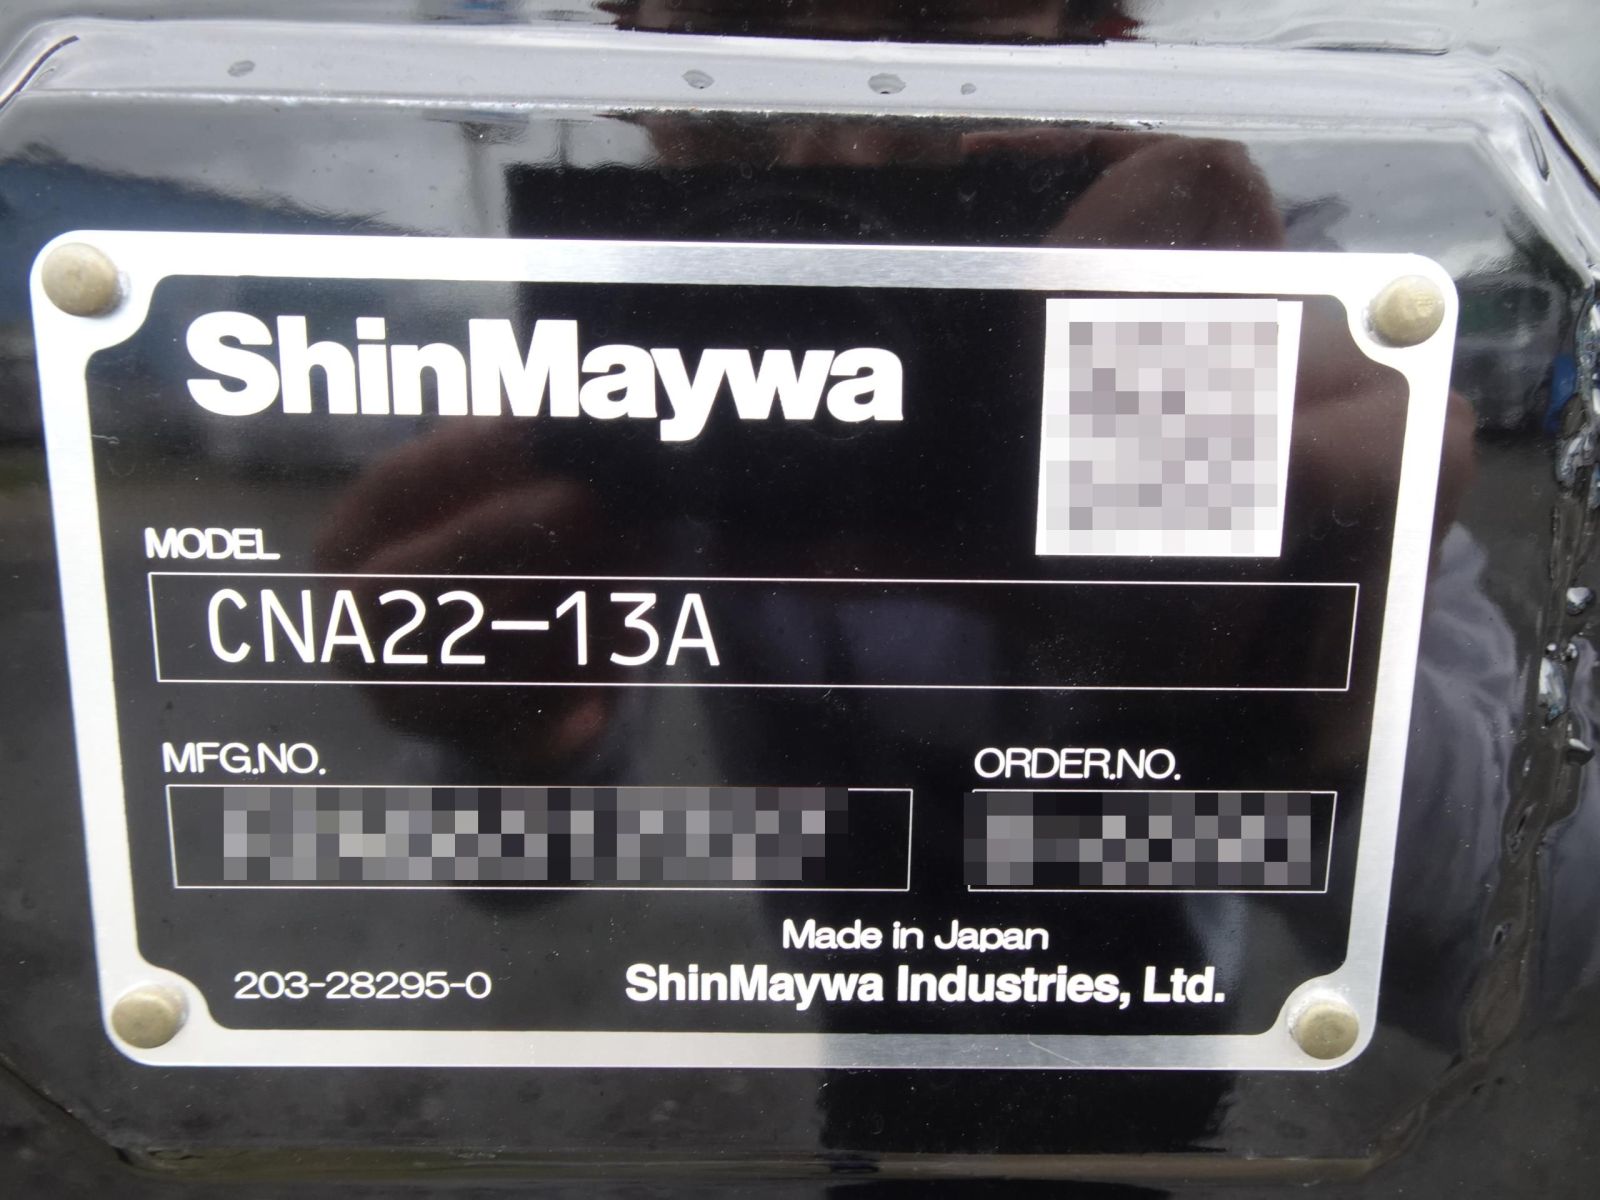 ShinMaywa
MODEL
CNA22-13A
MFG.NO.
ORDER.NO.
Made in Japan
203-28295-0
ShinMaywa Industries, Ltd.